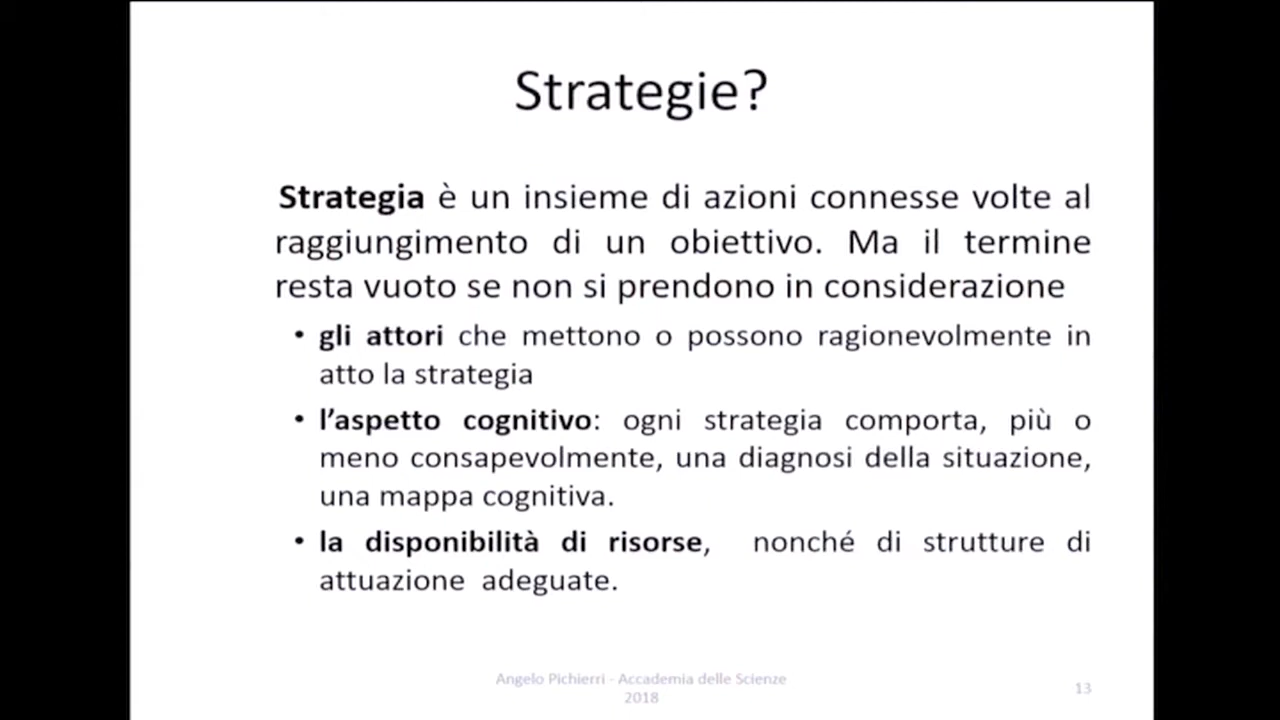 Strategie?
Strategia è un insieme di azioni connesse volte al
raggiungimento di un obiettivo. Ma il termine
resta vuoto se non si prendono in considerazione
• gli attori che mettono o possono ragionevolmente in
atto la strategia
• l’aspetto cognitivo: ogni strategia comporta, più o
meno consapevolmente, una diagnosi della situazione,
una mappa cognitiva.
• la disponibilità di risorse, nonché di strutture di
attuazione adeguate.
Angelo Pichierri - Accademia delle Scienze
2018
13